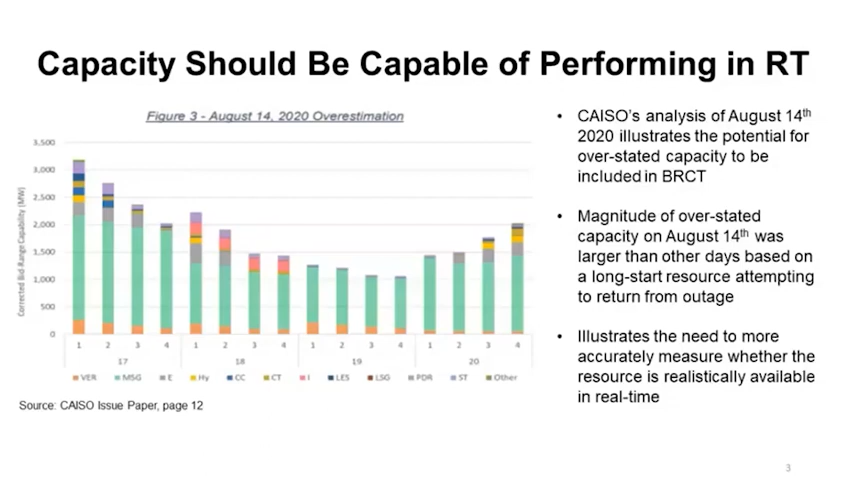 Capacity Should Be Capable of Performing in RT
Figure 3 - August 14, 2020 Overestimation
Corrected Bid-Range Capability (MW)
3,500
3,000
2,500
2,000
1,500
1,000
500
0
1 2 3 4 1 2 3 4 1 2 3 4 1 2 3 4
17 18 19 20
VER MSG E Hy CC CT I LES LSG PDR ST Other
Source: CAISO Issue Paper, page 12
• CAISO's analysis of August 14th
2020 illustrates the potential for
over-stated capacity to be
included in BRCT
• Magnitude of over-stated
capacity on August 14th was
larger than other days based on
a long-start resource attempting
to return from outage
• Illustrates the need to more
accurately measure whether the
resource is realistically available
in real-time
3